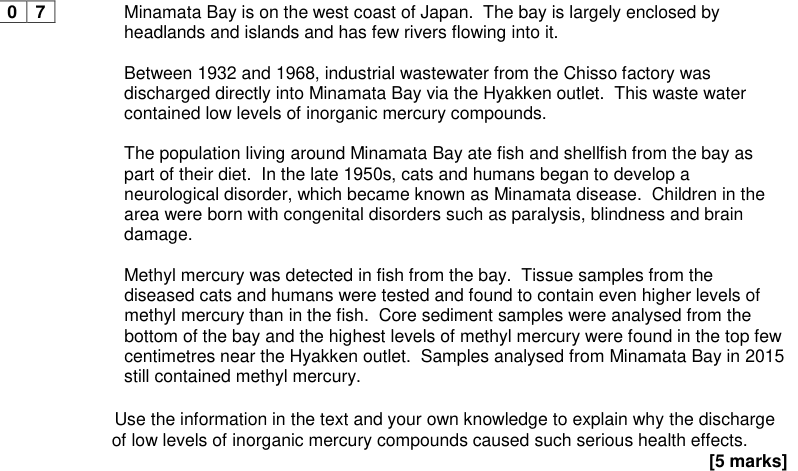 0 7
Minamata Bay is on the west coast of Japan.  The bay is largely enclosed by
headlands and islands and has few rivers flowing into it.
Between 1932 and 1968, industrial wastewater from the Chisso factory was
discharged directly into Minamata Bay via the Hyakken outlet.  This waste water
contained low levels of inorganic mercury compounds.
The population living around Minamata Bay ate fish and shellfish from the bay as
part of their diet.  In the late 1950s, cats and humans began to develop a
neurological disorder, which became known as Minamata disease.  Children in the
area were born with congenital disorders such as paralysis, blindness and brain
damage.
Methyl mercury was detected in fish from the bay.  Tissue samples from the
diseased cats and humans were tested and found to contain even higher levels of
methyl mercury than in the fish.  Core sediment samples were analysed from the
bottom of the bay and the highest levels of methyl mercury were found in the top few
centimetres near the Hyakken outlet.  Samples analysed from Minamata Bay in 2015
still contained methyl mercury.
Use the information in the text and your own knowledge to explain why the discharge
of low levels of inorganic mercury compounds caused such serious health effects.
[5 marks]